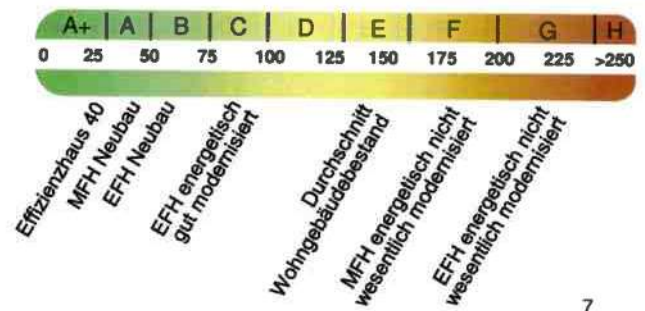 A+ A B C D E F G H
0 25 50 75 100 125 150 175 200 225 >250
Effizienzhaus 40
MFH Neubau
EFH Neubau
EFH energetisch
gut modernisiert
Durchschnitt
Wohngebäudebestand
MFH energetisch nicht
wesentlich modernisiert
EFH energetisch nicht
wesentlich modernisiert
7